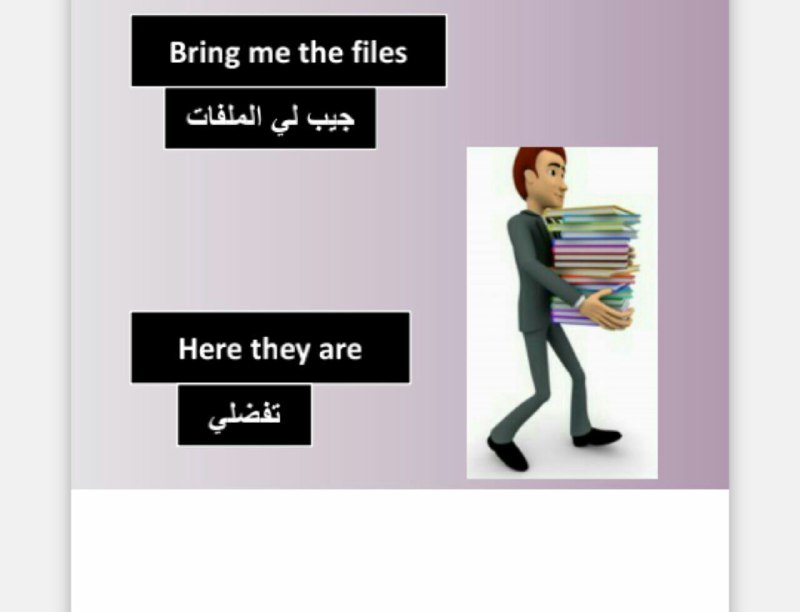 Bring me the files
جيب لي الملفات
Here they are
تفضلي